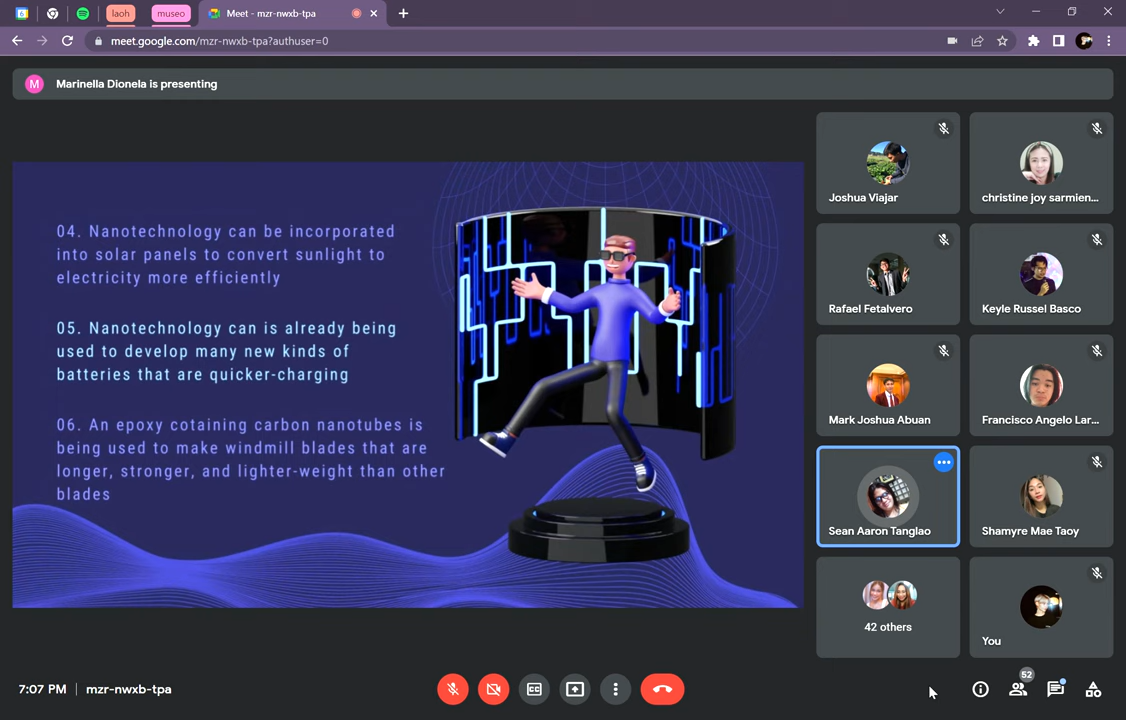 6
laoh
museo
Meet - mzr-nwxb-tpa
meet.google.com/mzr-nwxb-tpa?authuser=0
M
Marinella Dionela is presenting
04. Nanotechnology can be incorporated
into solar panels to convert sunlight to
electricity more efficiently
05. Nanotechnology can is already being
used to develop many new kinds of
batteries that are quicker-charging
06. An epoxy cotaining carbon nanotubes is
being used to make windmill blades that are
longer, stronger, and lighter-weight than other
blades
Joshua Viajar
christine joy sarmien...
Rafael Fetalvero
Keyle Russel Basco
Mark Joshua Abuan
Francisco Angelo Lar...
Sean Aaron Tanglao
Shamyre Mae Taoy
42 others
You
7:07 PM
mzr-nwxb-tpa
CC
52